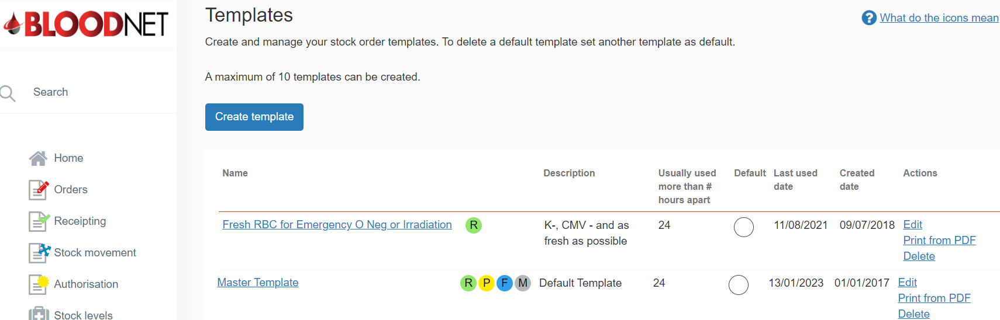 BLOODNET
Templates
What do the icons mean
Create and manage your stock order templates. To delete a default template set another template as default.
A maximum of 10 templates can be created.
Search
Create template
Home
Orders
Receipting
Stock movement
Authorisation
Stock levels
Name Description Usually used more than # hours apart Default Last used date Created date Actions
Fresh RBC for Emergency O Neg or Irradiation R K-, CMV - and as fresh as possible 24 11/08/2021 09/07/2018 Edit
Print from PDF
Delete
Master Template R P F M Default Template 24 13/01/2023 01/01/2017 Edit
Print from PDF
Delete